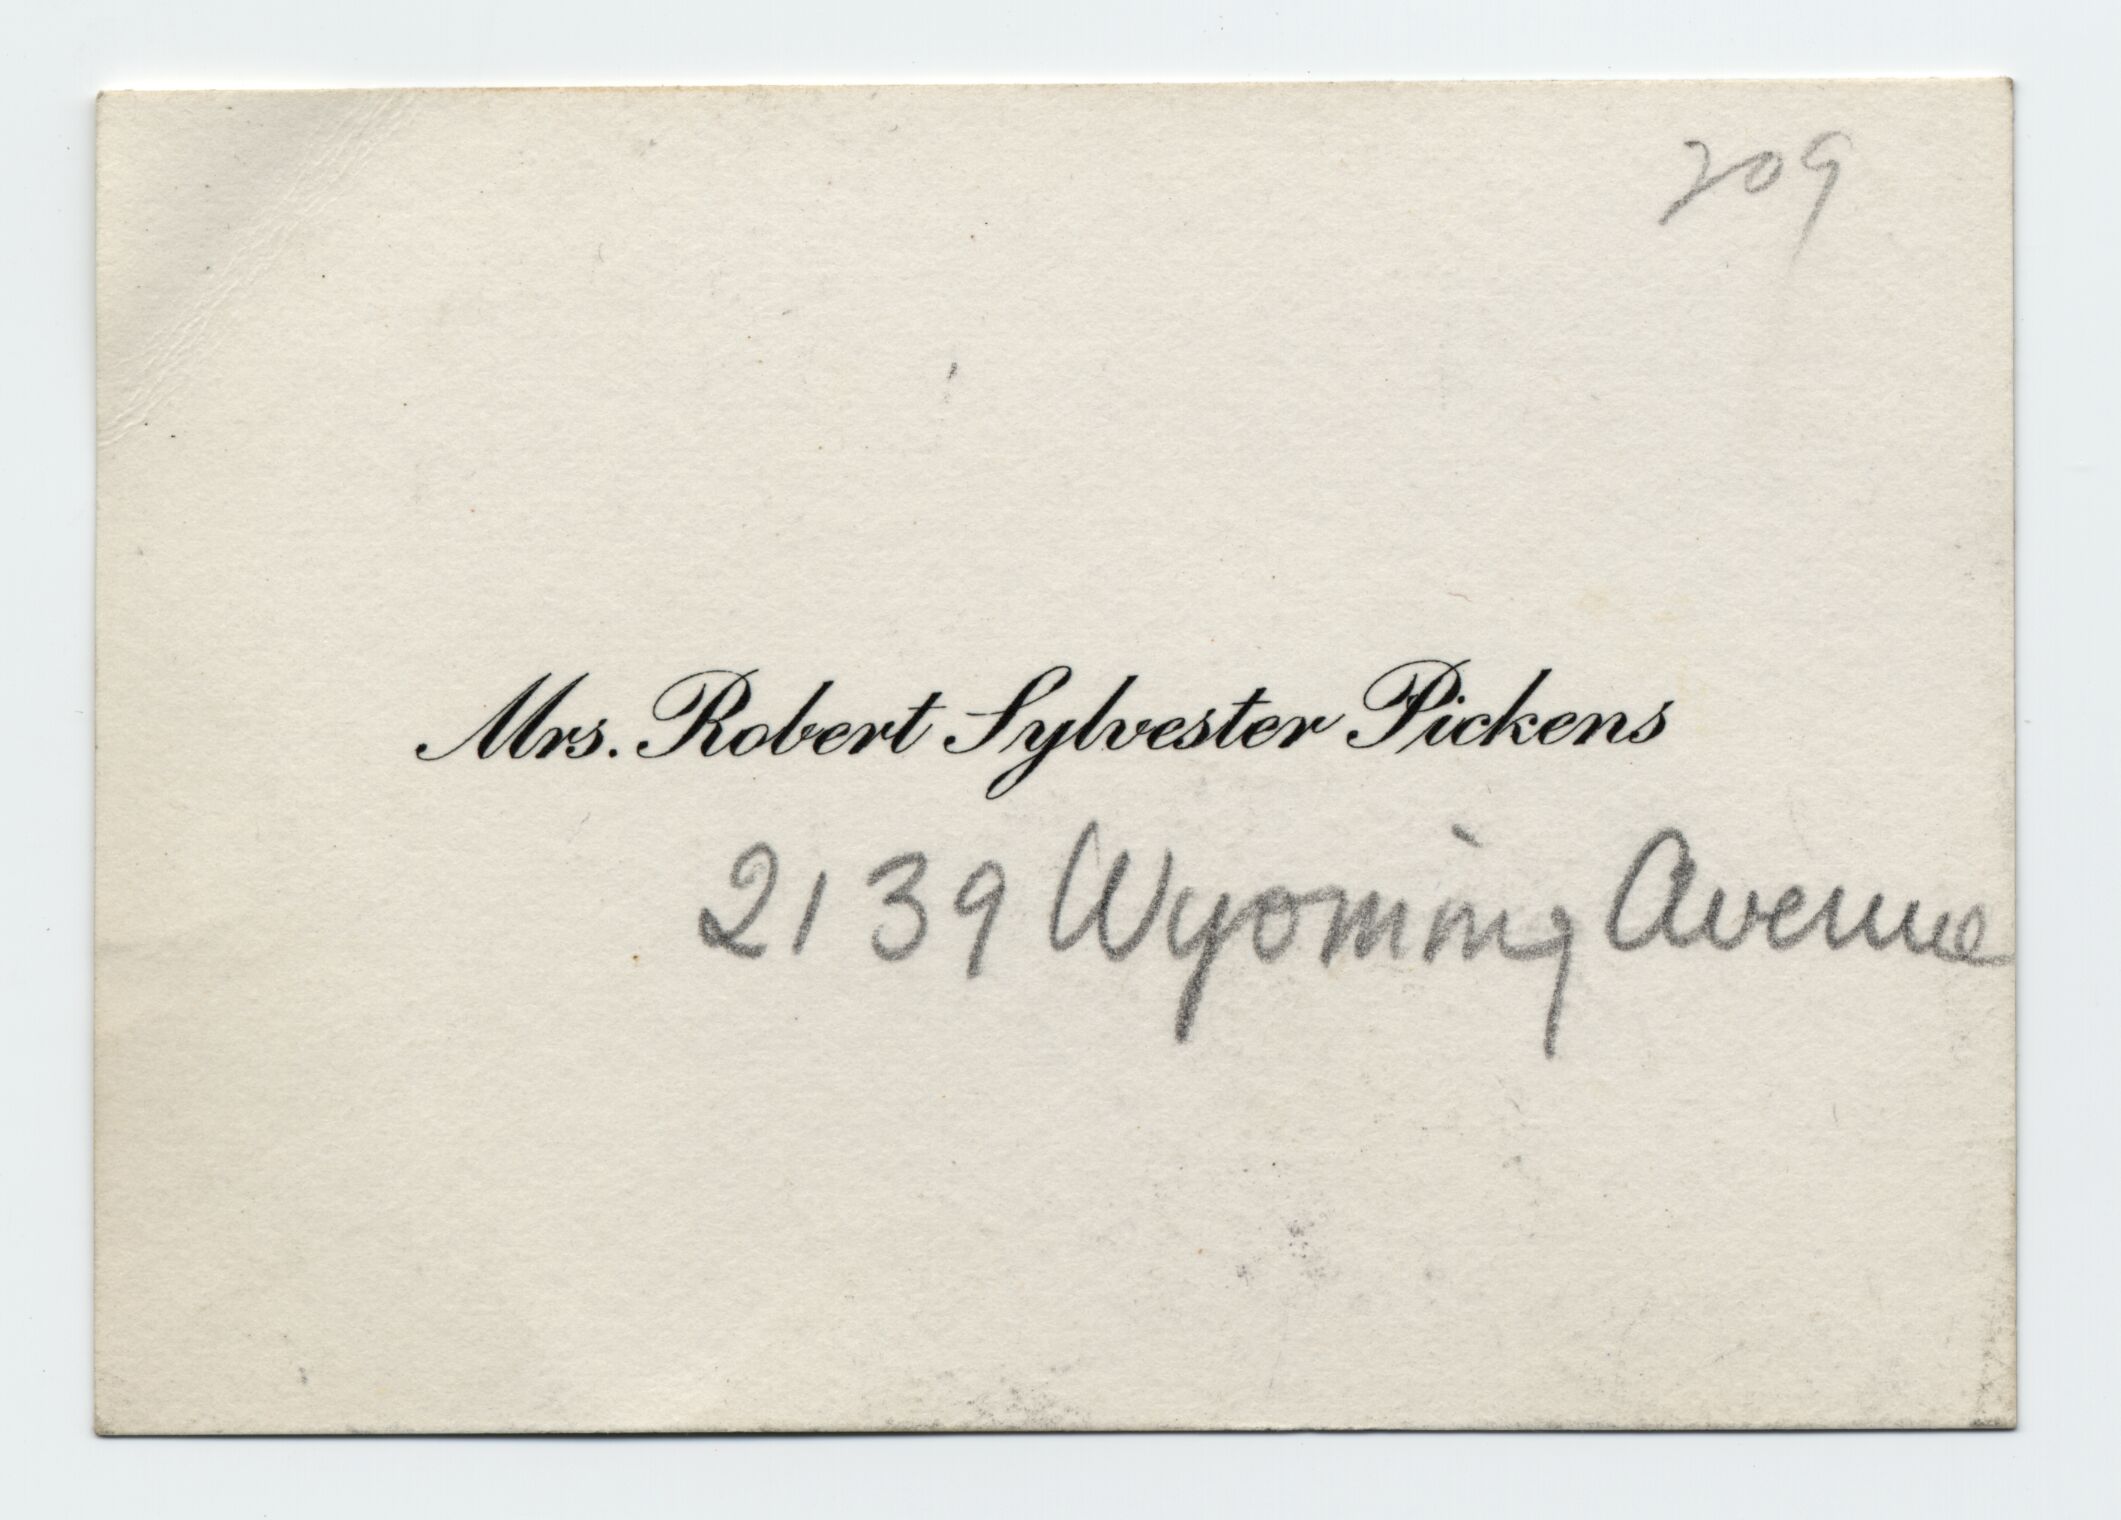 209
Mrs. Robert Sylvester Pickens
2139 Wyoming Avenue